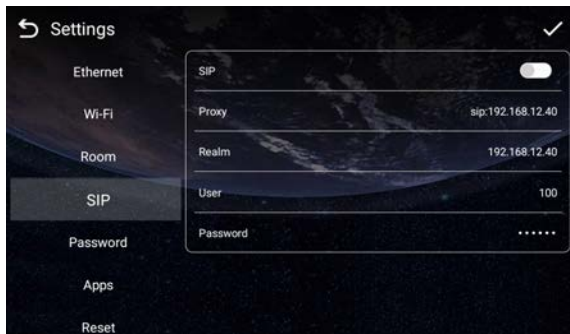 Settings
Ethernet
Wi-Fi
Room
SIP
Password
Apps
Reset
SIP
Proxy sip:192.168.12.40
Realm 192.168.12.40
User 100
Password ······